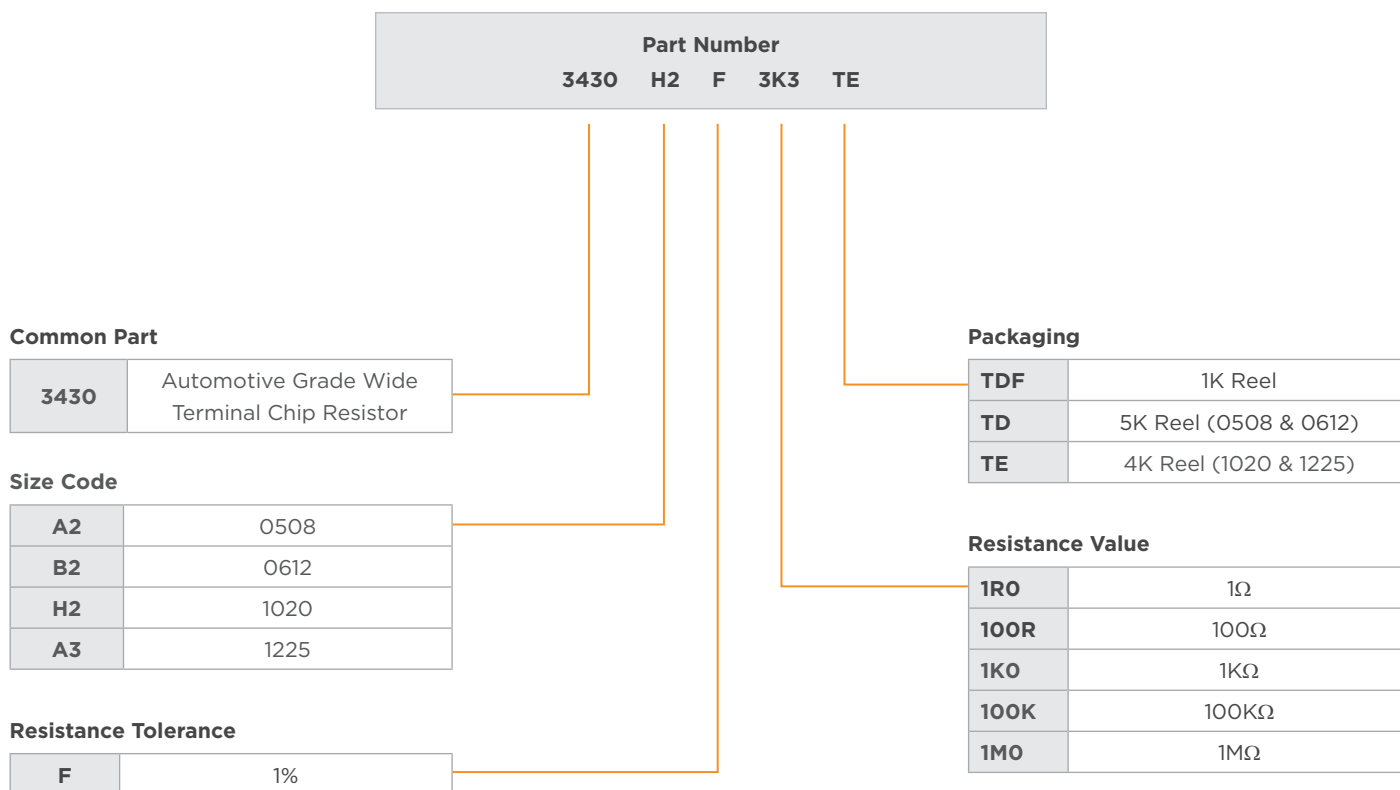 Part Number
3430 H2 F 3K3 TE
Common Part
3430 Automotive Grade Wide
Terminal Chip Resistor
Size Code
A2 0508
B2 0612
H2 1020
A3 1225
Resistance Tolerance
F 1%
Packaging
TDF 1K Reel
TD 5K Reel (0508 & 0612)
TE 4K Reel (1020 & 1225)
Resistance Value
1R0 1Ω
100R 100Ω
1K0 1KΩ
100K 100KΩ
1M0 1MΩ